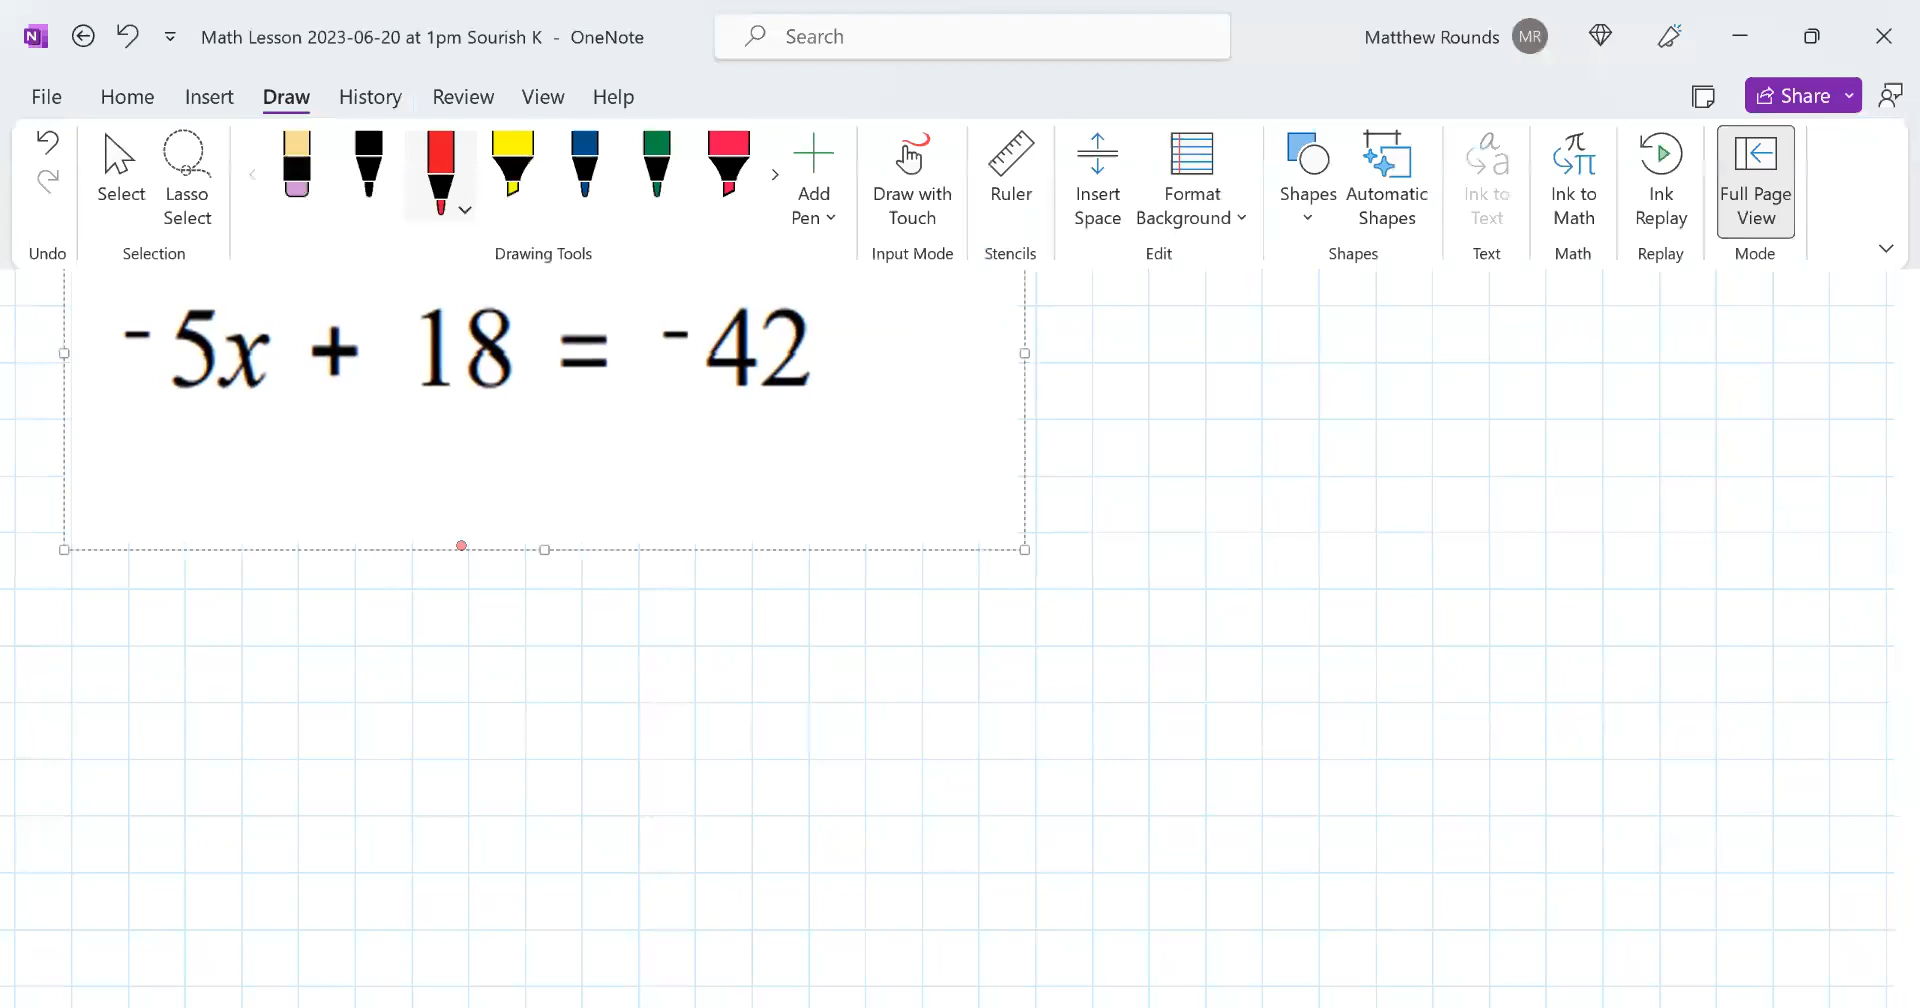 Math Lesson 2023-06-20 at 1pm Sourish K - OneNote
Search
Matthew Rounds
MR
File Home Insert Draw History Review View Help
Share
Select
Lasso Select
Add Pen
Draw with Touch
Ruler
Insert Space
Format Background
Shapes
Automatic Shapes
Ink to Text
Ink to Math
Ink Replay
Full Page View
Undo Selection Drawing Tools Input Mode Stencils Edit Shapes Text Math Replay Mode
⁻5x + 18 = ⁻42